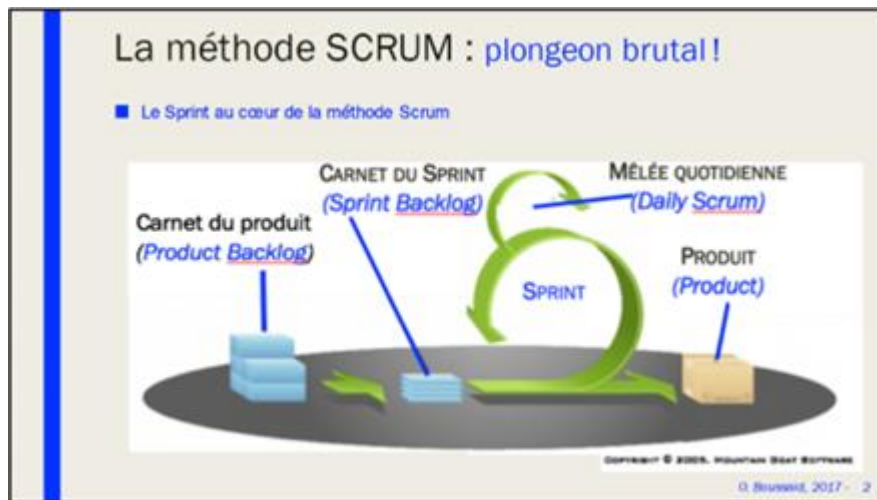 La méthode SCRUM : plongeon brutal !
Le Sprint au cœur de la méthode Scrum
CARNET DU SPRINT
(Sprint Backlog)
MÊLÉE QUOTIDIENNE
(Daily Scrum)
Carnet du produit
(Product Backlog)
PRODUIT
(Product)
SPRINT
COPYRIGHT © 2005, MOUNTAIN GOAT SOFTWARE
O. Boussaid, 2017 - 2